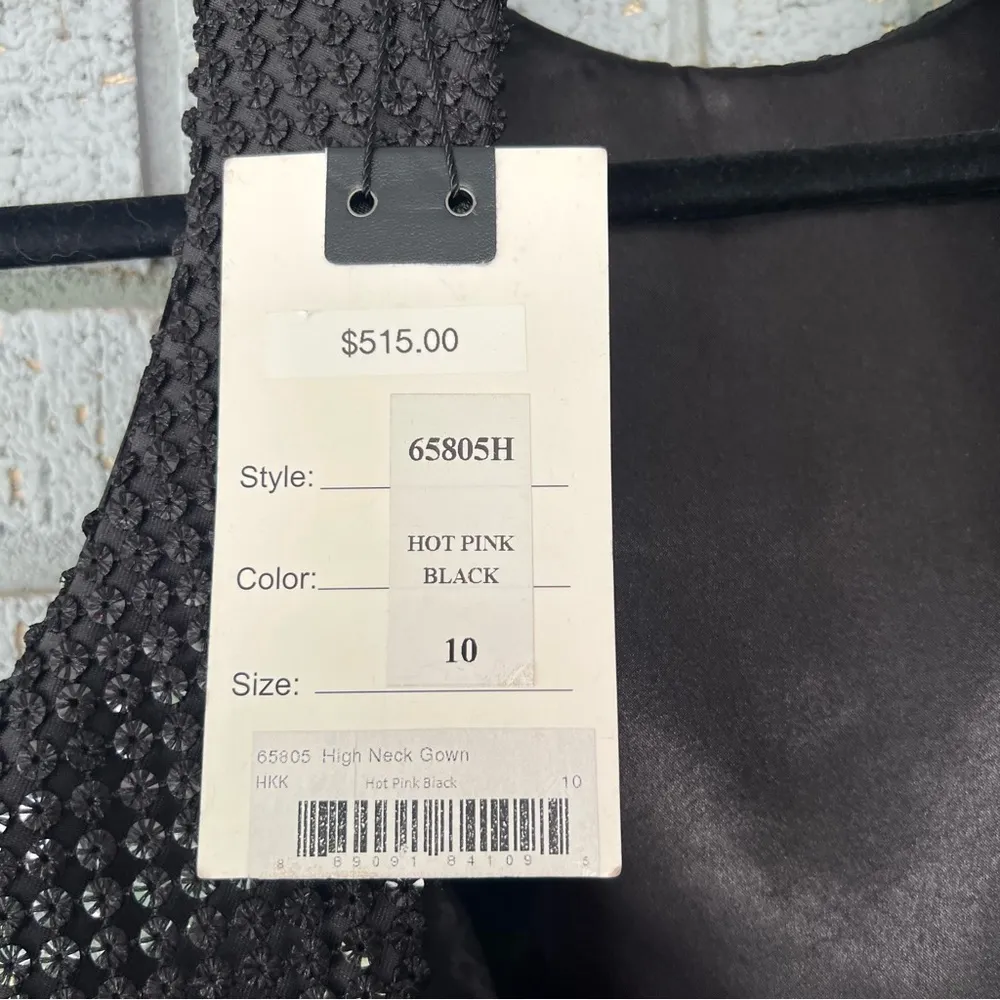 $515.00
65805H
Style:
HOT PINK
BLACK
Color:
10
Size:
65805 High Neck Gown
HKK Hot Pink Black 10
8 89091 84109 5